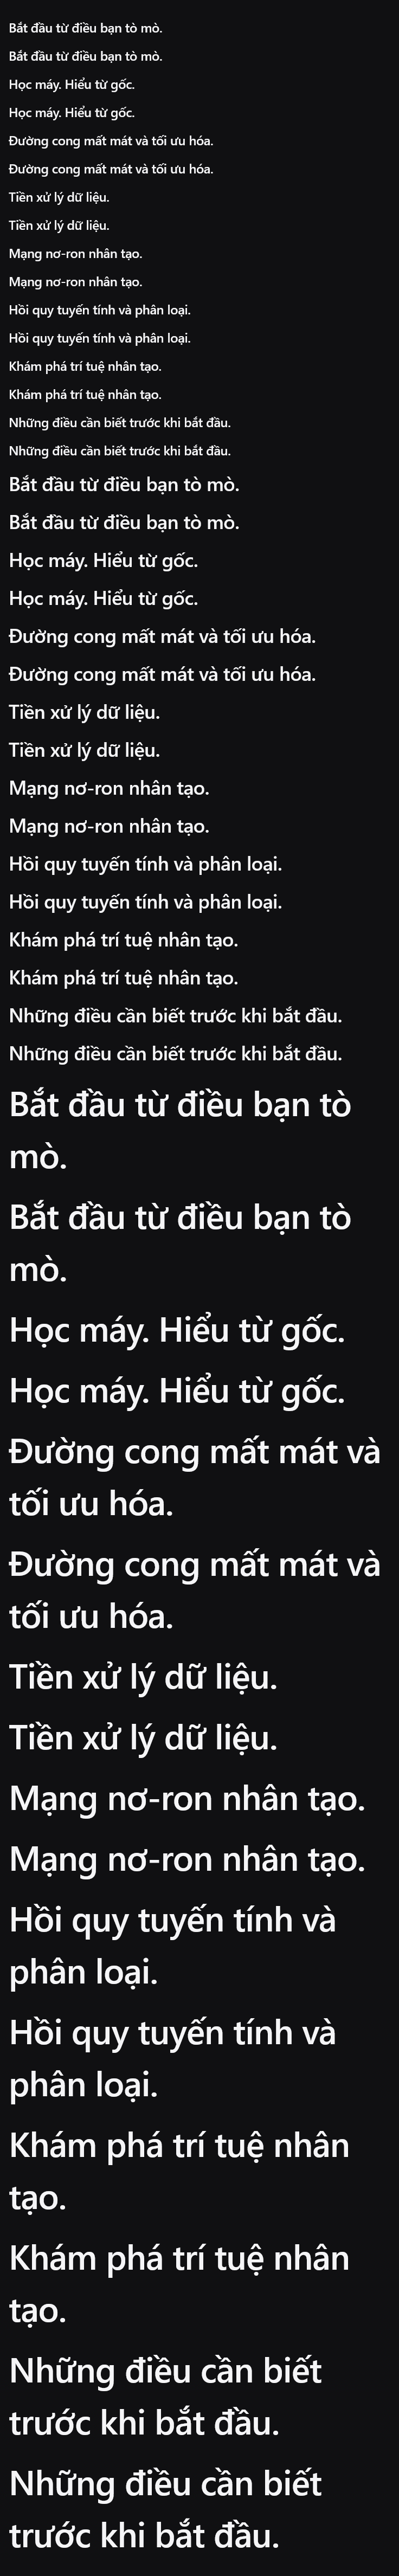 Bắt đầu từ điều bạn tò mò.
Bắt đầu từ điều bạn tò mò.
Học máy. Hiểu từ gốc.
Học máy. Hiểu từ gốc.
Đường cong mất mát và tối ưu hóa.
Đường cong mất mát và tối ưu hóa.
Tiền xử lý dữ liệu.
Tiền xử lý dữ liệu.
Mạng nơ-ron nhân tạo.
Mạng nơ-ron nhân tạo.
Hồi quy tuyến tính và phân loại.
Hồi quy tuyến tính và phân loại.
Khám phá trí tuệ nhân tạo.
Khám phá trí tuệ nhân tạo.
Những điều cần biết trước khi bắt đầu.
Những điều cần biết trước khi bắt đầu.
Bắt đầu từ điều bạn tò mò.
Bắt đầu từ điều bạn tò mò.
Học máy. Hiểu từ gốc.
Học máy. Hiểu từ gốc.
Đường cong mất mát và tối ưu hóa.
Đường cong mất mát và tối ưu hóa.
Tiền xử lý dữ liệu.
Tiền xử lý dữ liệu.
Mạng nơ-ron nhân tạo.
Mạng nơ-ron nhân tạo.
Hồi quy tuyến tính và phân loại.
Hồi quy tuyến tính và phân loại.
Khám phá trí tuệ nhân tạo.
Khám phá trí tuệ nhân tạo.
Những điều cần biết trước khi bắt đầu.
Những điều cần biết trước khi bắt đầu.
Bắt đầu từ điều bạn tò
mò.
Bắt đầu từ điều bạn tò
mò.
Học máy. Hiểu từ gốc.
Học máy. Hiểu từ gốc.
Đường cong mất mát và
tối ưu hóa.
Đường cong mất mát và
tối ưu hóa.
Tiền xử lý dữ liệu.
Tiền xử lý dữ liệu.
Mạng nơ-ron nhân tạo.
Mạng nơ-ron nhân tạo.
Hồi quy tuyến tính và
phân loại.
Hồi quy tuyến tính và
phân loại.
Khám phá trí tuệ nhân
tạo.
Khám phá trí tuệ nhân
tạo.
Những điều cần biết
trước khi bắt đầu.
Những điều cần biết
trước khi bắt đầu.